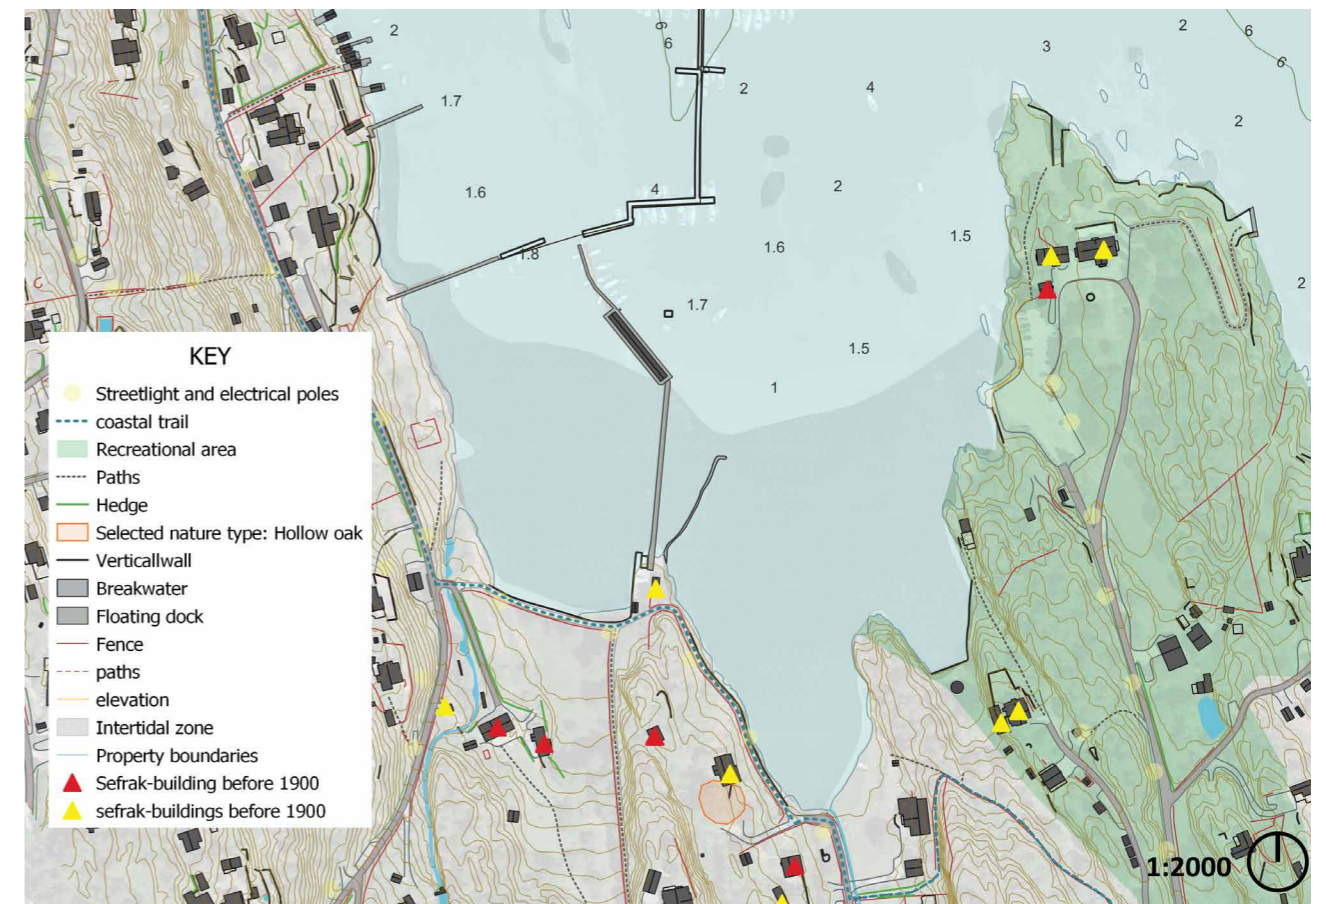 6
2
6
2
6
3
6
4
2
1.7
2
1.6
4
2
1.5
1.6
1.8
2
1.7
1.5
1
KEY
Streetlight and electrical poles
coastal trail
Recreational area
Paths
Hedge
Selected nature type: Hollow oak
Verticallwall
Breakwater
Floating dock
Fence
paths
elevation
Intertidal zone
Property boundaries
Sefrak-building before 1900
sefrak-buildings before 1900
1:2000